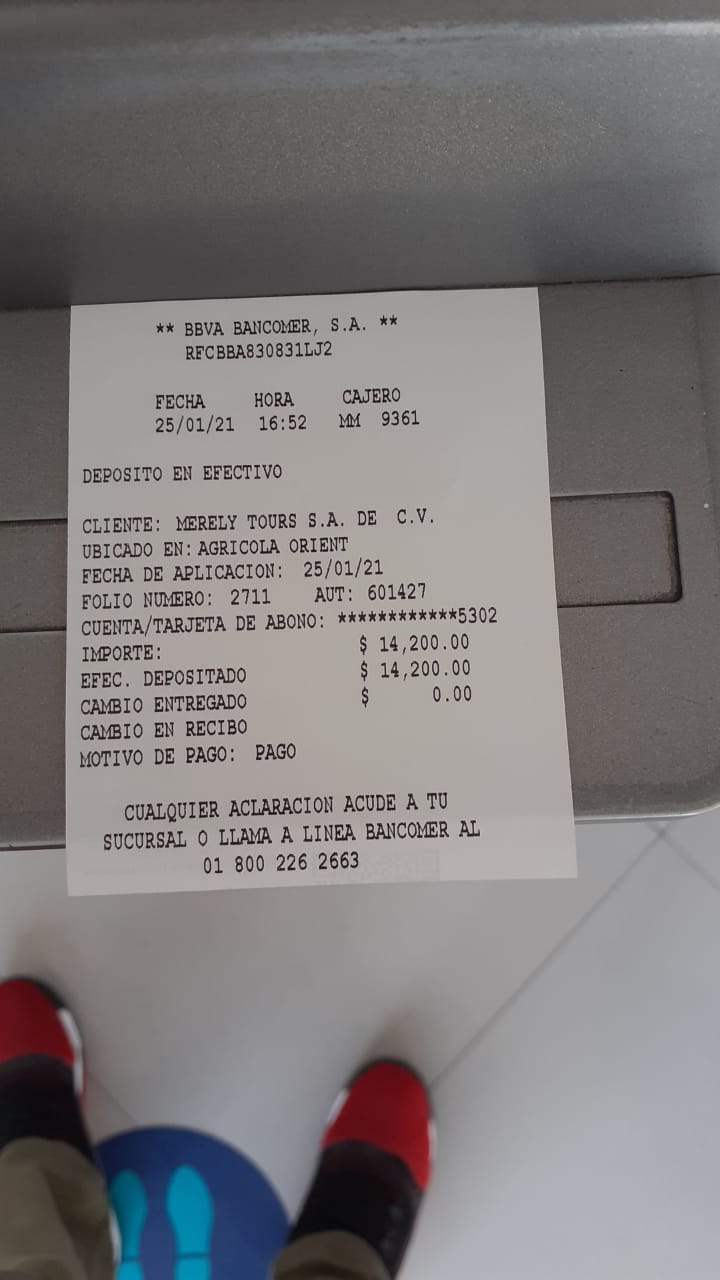 ** BBVA BANCOMER, S.A. **
RFCBBA830831LJ2
FECHA HORA CAJERO
25/01/21 16:52 MM 9361
DEPOSITO EN EFECTIVO
CLIENTE: MERELY TOURS S.A. DE C.V.
UBICADO EN: AGRICOLA ORIENT
FECHA DE APLICACION: 25/01/21
FOLIO NUMERO: 2711 AUT: 601427
CUENTA/TARJETA DE ABONO: ************5302
IMPORTE: $ 14,200.00
EFEC. DEPOSITADO $ 14,200.00
CAMBIO ENTREGADO $ 0.00
CAMBIO EN RECIBO
MOTIVO DE PAGO: PAGO
CUALQUIER ACLARACION ACUDE A TU
SUCURSAL O LLAMA A LINEA BANCOMER AL
01 800 226 2663